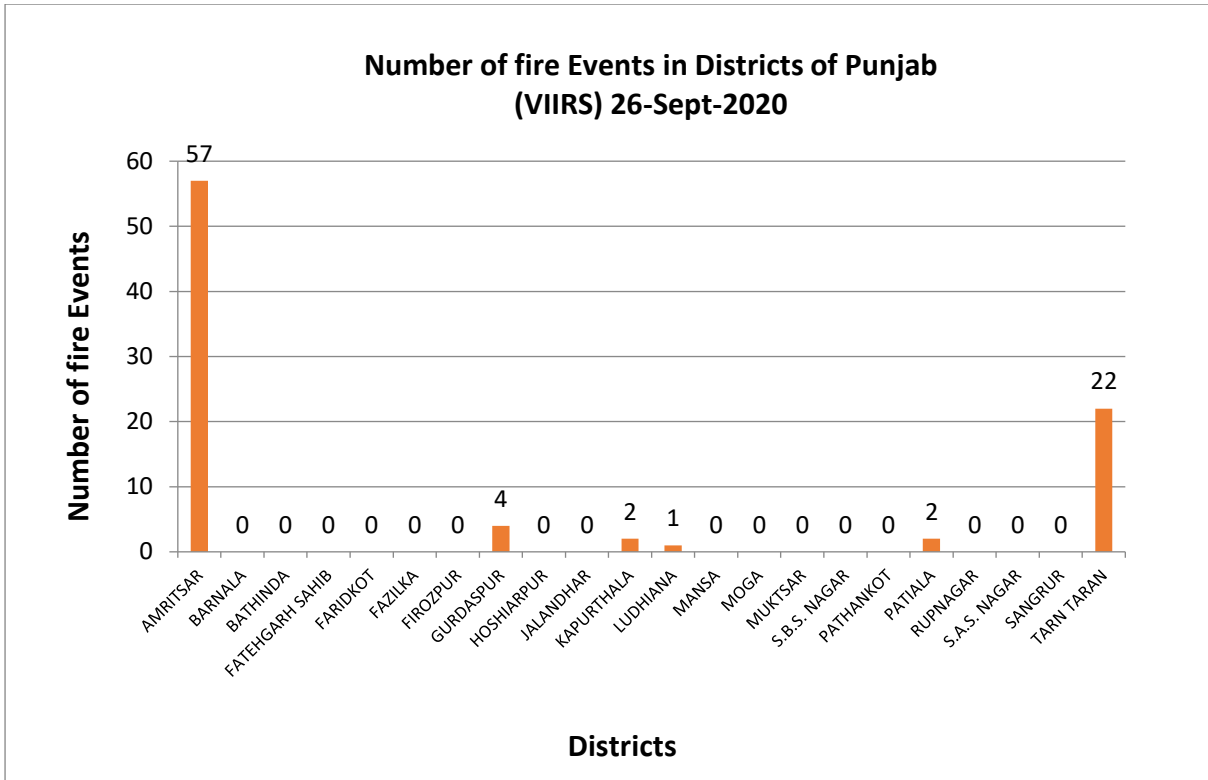 Number of fire Events in Districts of Punjab
(VIIRS) 26-Sept-2020
Number of fire Events
60
50
40
30
20
10
0
57
0
0
0
0
0
0
4
0
0
2
1
0
0
0
0
0
2
0
0
0
22
AMRITSAR
BARNALA
BATHINDA
FATEHGARH SAHIB
FARIDKOT
FAZILKA
FIROZPUR
GURDASPUR
HOSHIARPUR
JALANDHAR
KAPURTHALA
LUDHIANA
MANSA
MOGA
MUKTSAR
S.B.S. NAGAR
PATHANKOT
PATIALA
RUPNAGAR
S.A.S. NAGAR
SANGRUR
TARN TARAN
Districts